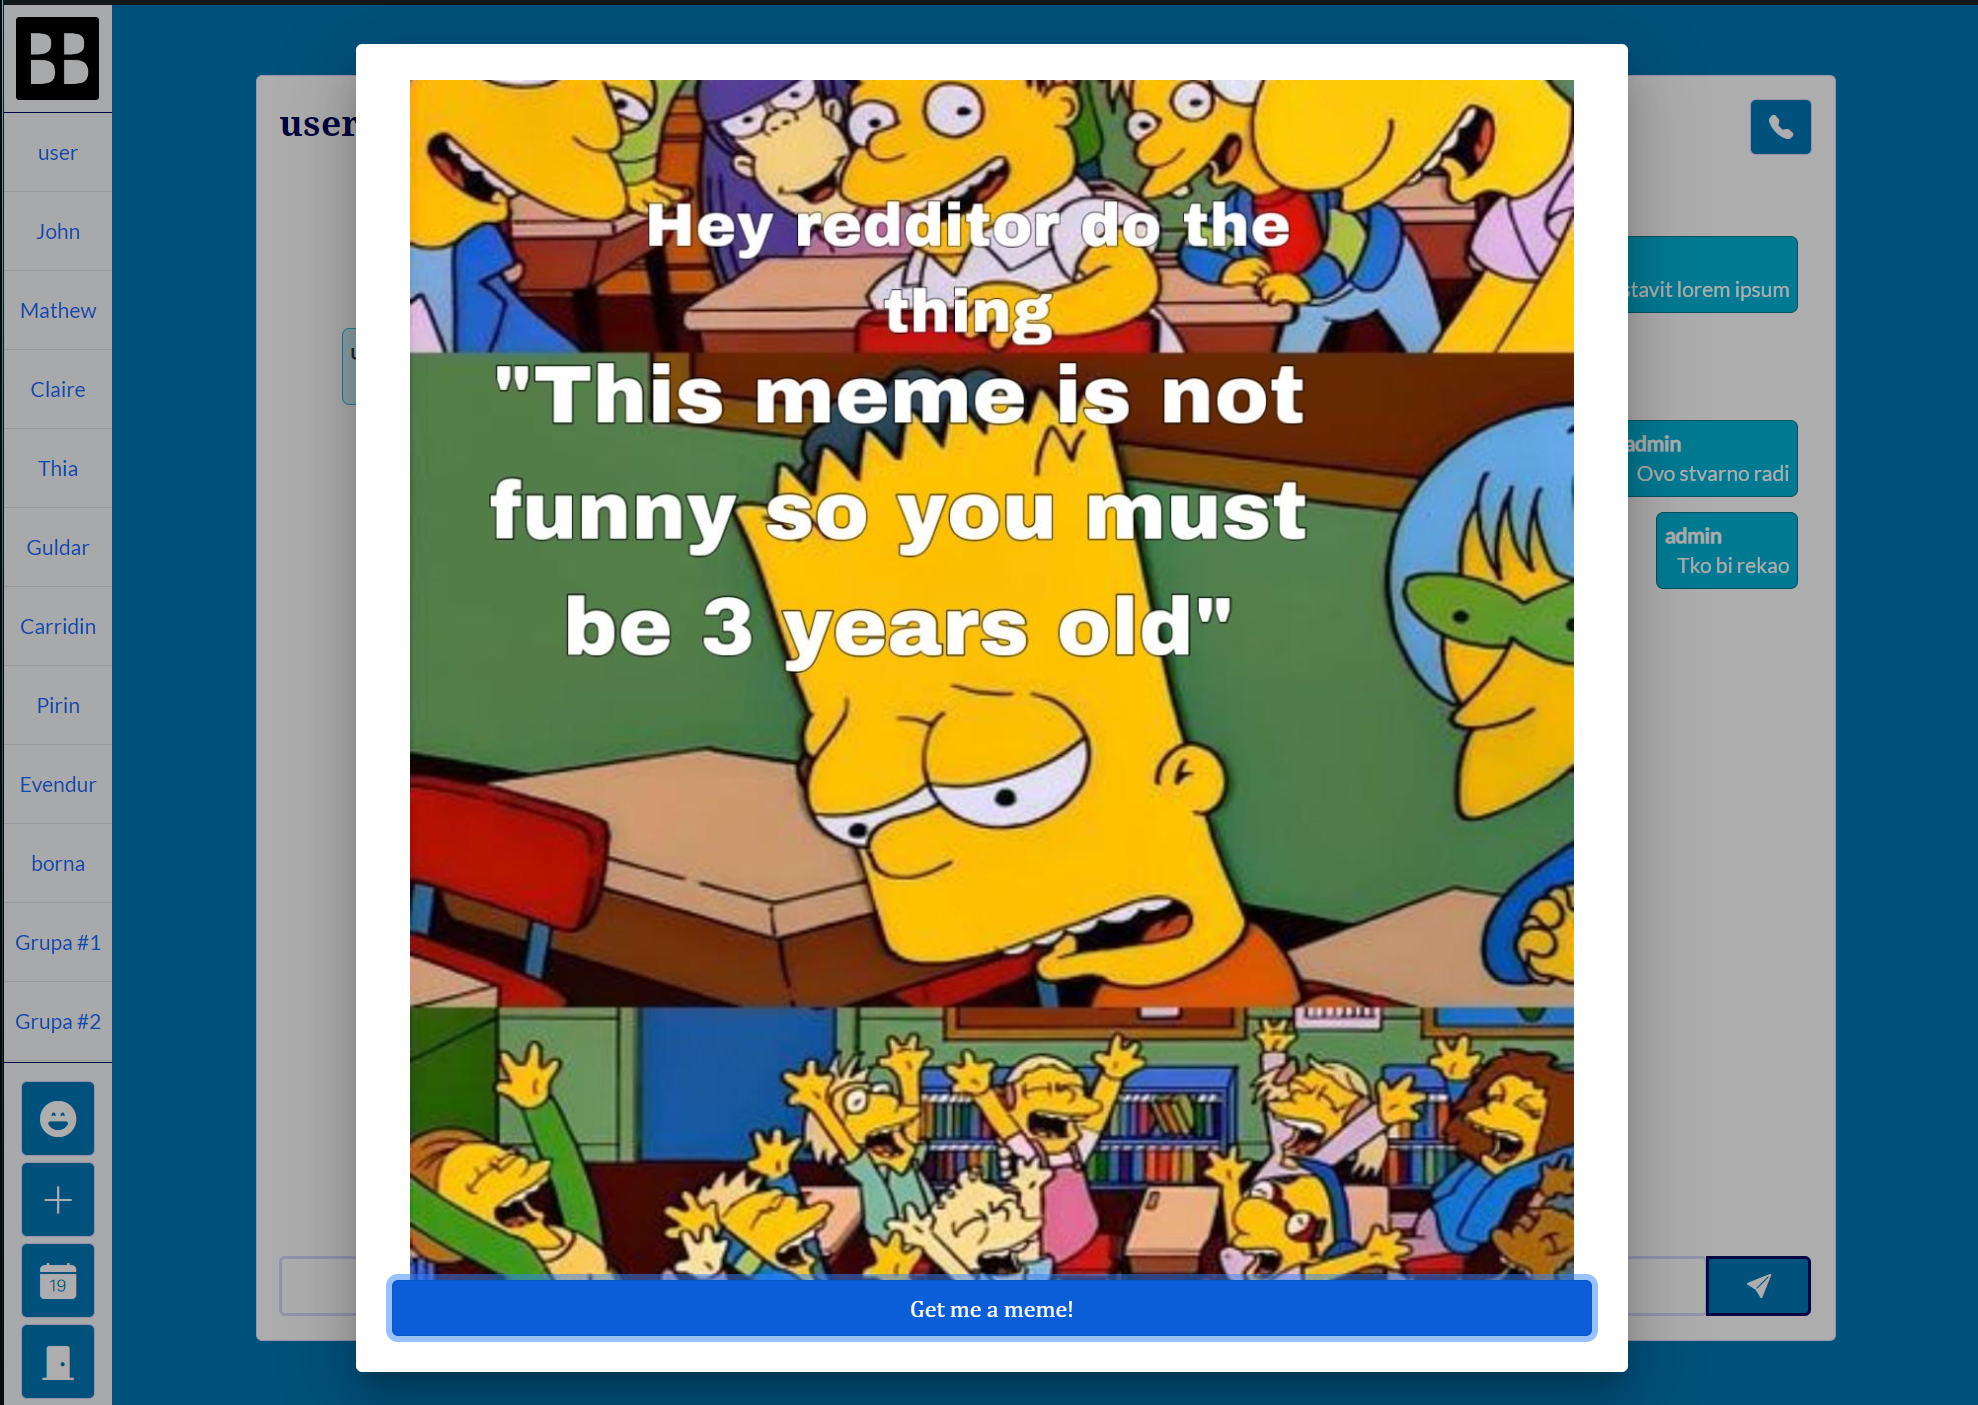 BB
user
John
Mathew
Claire
Thia
Guldar
Carridin
Pirin
Evendur
borna
Grupa #1
Grupa #2
19
user
Hey redditor do the
thing
"This meme is not
funny so you must
be 3 years old"
Get me a meme!
lorem ipsum
admin
Ovo stvarno radi
admin
Tko bi rekao